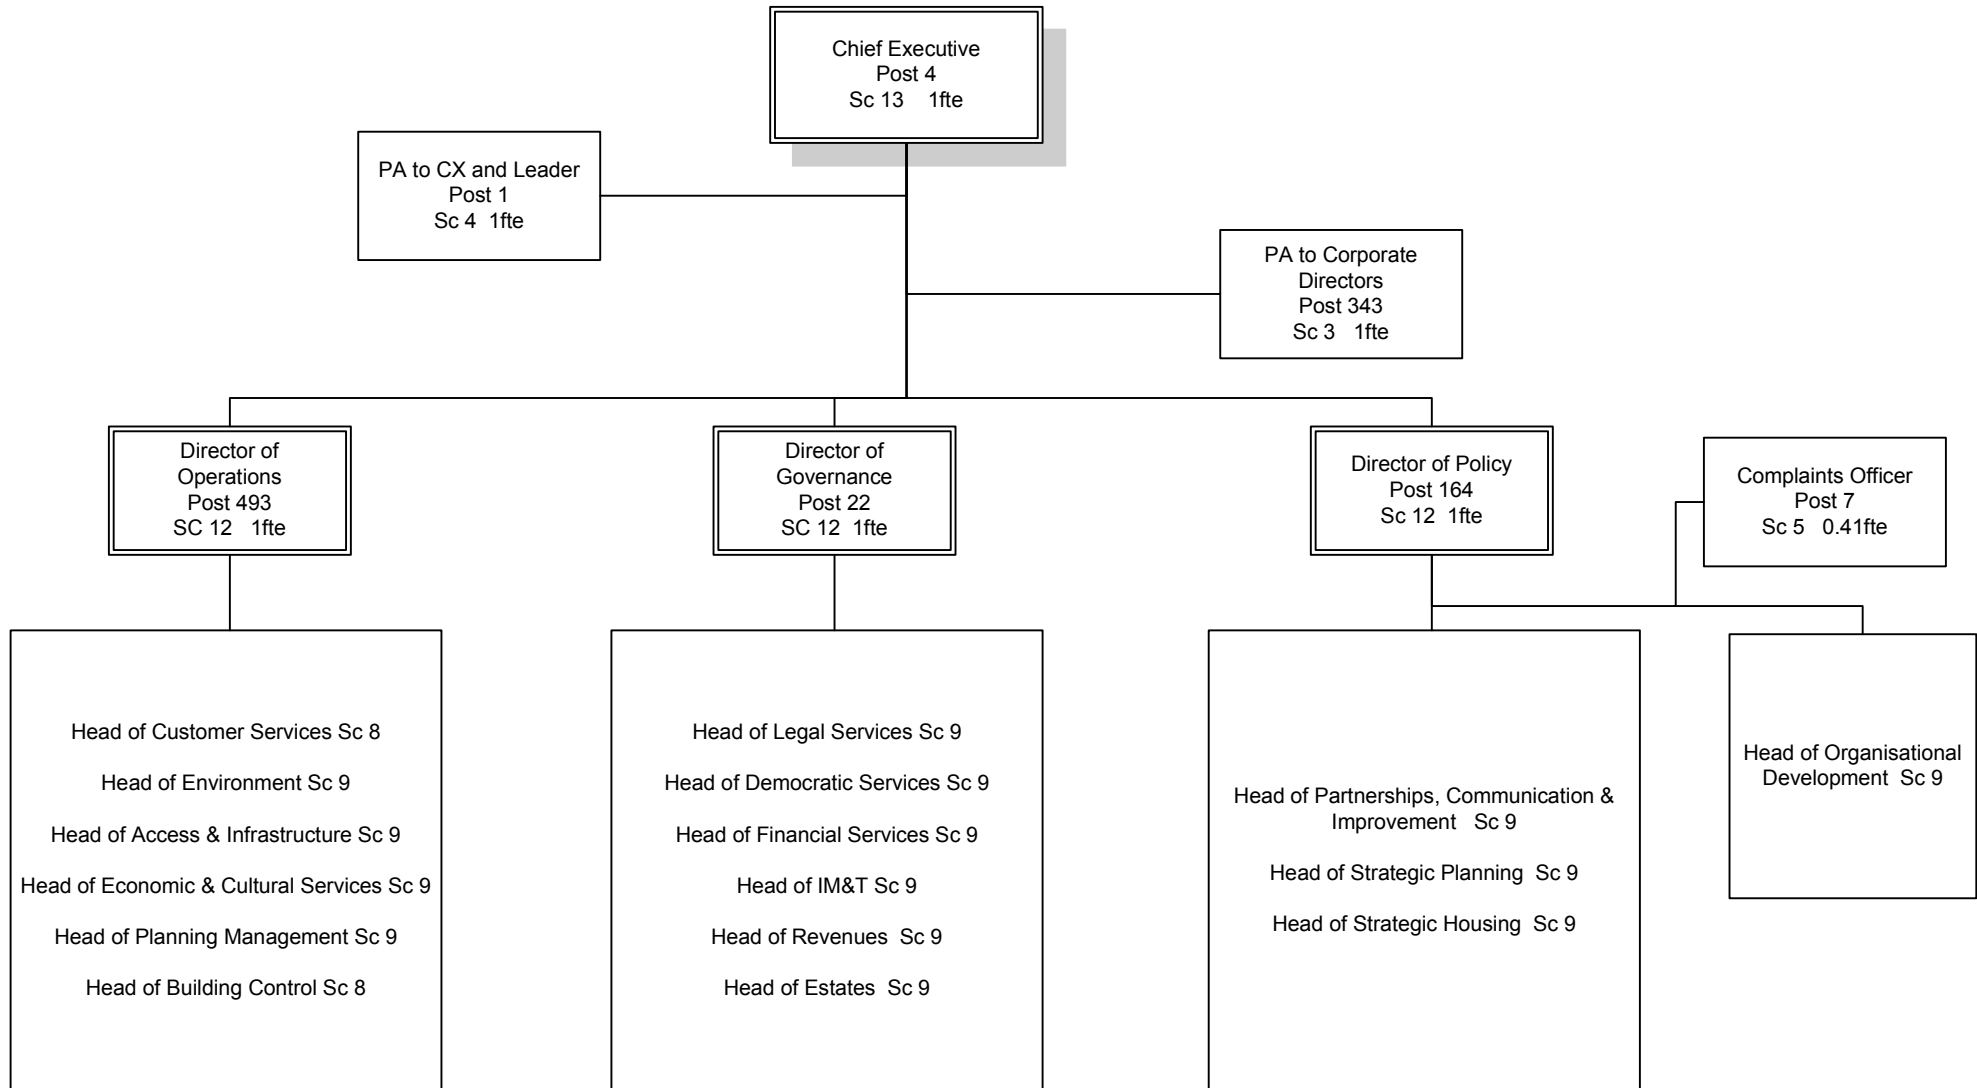 Chief Executive
Post 4
Sc 13    1fte
PA to CX and Leader
Post 1
Sc 4  1fte
PA to Corporate
Directors
Post 343
Sc 3   1fte
Director of
Operations
Post 493
SC 12   1fte
Director of
Governance
Post 22
SC 12  1fte
Director of Policy
Post 164
Sc 12  1fte
Complaints Officer
Post 7
Sc 5   0.41fte
Head of Customer Services Sc 8
Head of Environment Sc 9
Head of Access & Infrastructure Sc 9
Head of Economic & Cultural Services Sc 9
Head of Planning Management Sc 9
Head of Building Control Sc 8
Head of Legal Services Sc 9
Head of Democratic Services Sc 9
Head of Financial Services Sc 9
Head of IM&T Sc 9
Head of Revenues  Sc 9
Head of Estates  Sc 9
Head of Partnerships, Communication &
Improvement   Sc 9
Head of Strategic Planning  Sc 9
Head of Strategic Housing  Sc 9
Head of Organisational
Development  Sc 9